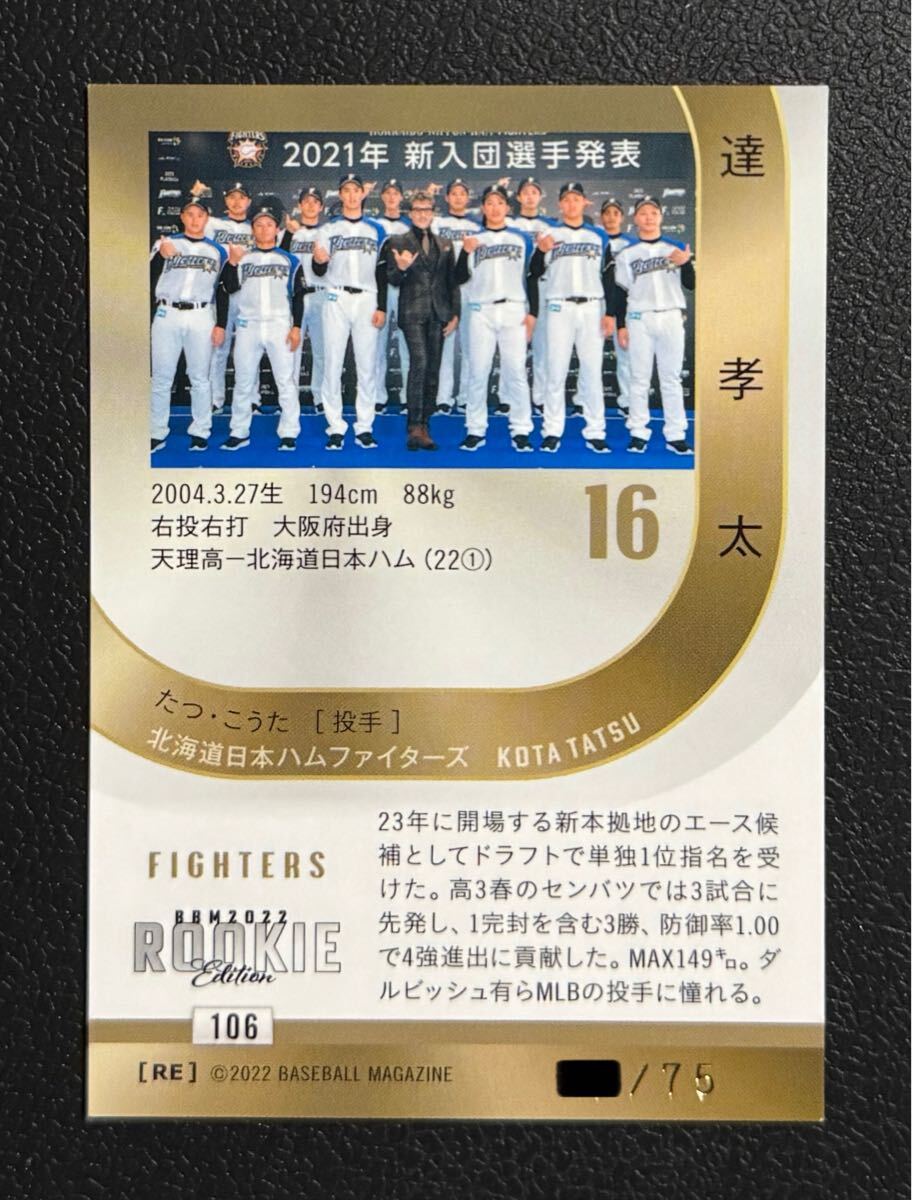 FIGHTERS
HOKKAIDO NIPPON-HAM FIGHTERS
2021年 新入団選手発表
達孝太
2004.3.27生 194cm 88kg
右投右打 大阪府出身
天理高ー北海道日本ハム(22①)
16
たつ・こうた [投手]
北海道日本ハムファイターズ KOTA TATSU
23年に開場する新本拠地のエース候
補としてドラフトで単独1位指名を受
けた。高3春のセンバツでは3試合に
先発し、1完封を含む3勝、防御率1.00
で4強進出に貢献した。MAX149㌔。ダ
ルビッシュ有らMLBの投手に憧れる。
FIGHTERS
BBM2022
ROOKIE
Edition
106
[RE] ©2022 BASEBALL MAGAZINE
/75